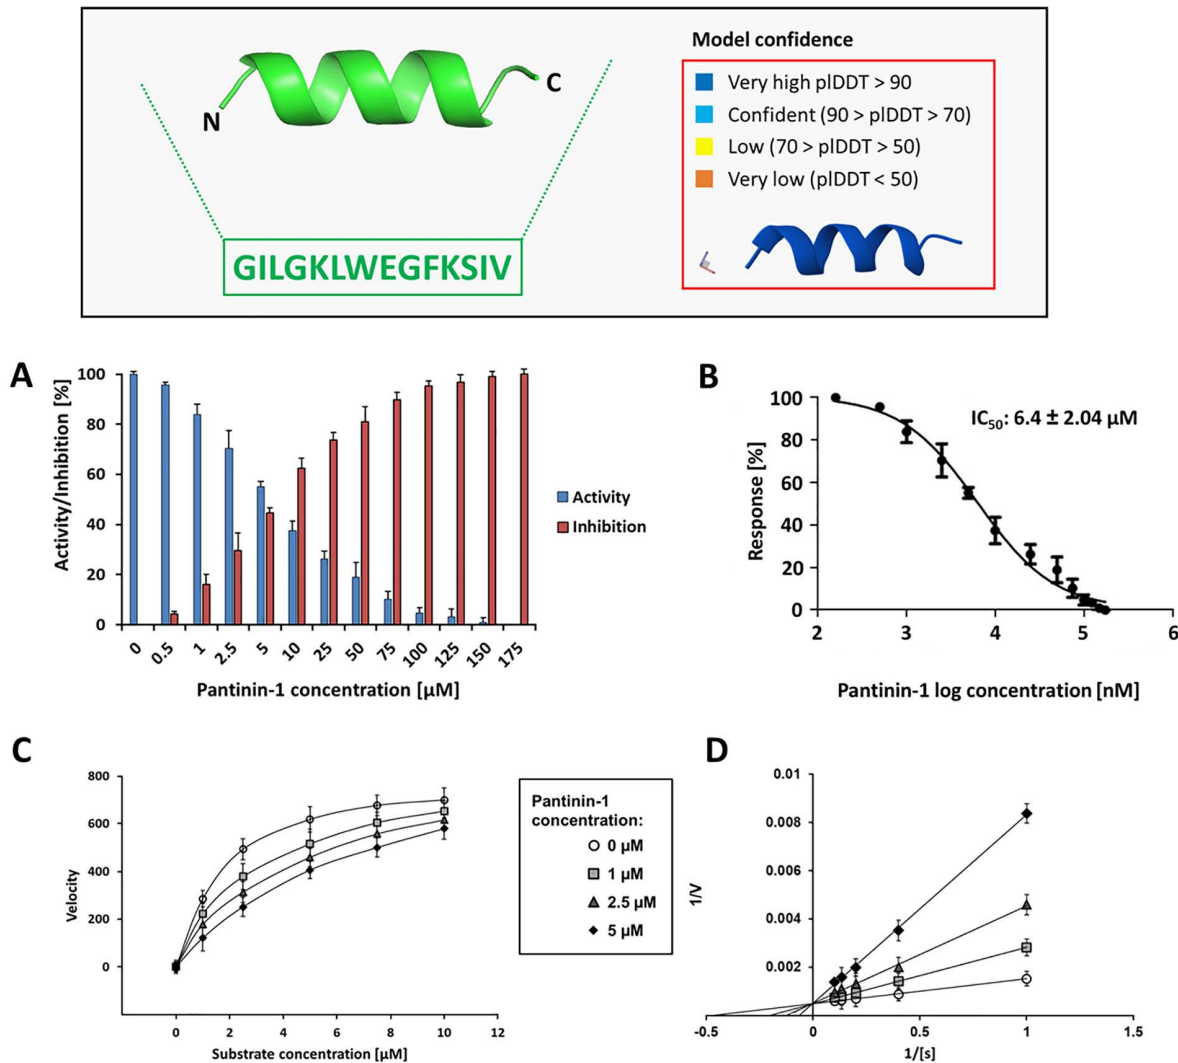 Model confidence
Very high plDDT > 90
Confident (90 > plDDT > 70)
Low (70 > plDDT > 50)
Very low (plDDT < 50)
N
C
GILGKLWEGFKSIV
A
Activity/Inhibition [%]
100
80
60
40
20
0
0
0.5
1
2.5
5
10
25
50
75
100
125
150
175
Pantinin-1 concentration [μM]
Activity
Inhibition
B
Response [%]
100
80
60
40
20
0
IC50: 6.4 ± 2.04 μM
2
3
4
5
6
Pantinin-1 log concentration [nM]
C
Velocity
800
600
400
200
0
0
2
4
6
8
10
Substrate concentration [μM]
Pantinin-1
concentration:
0 μM
1 μM
2.5 μM
5 μM
D
1/V
0.01
0.008
0.006
0.004
0.002
-0.5
0
0.5
1
1.5
1/[s]